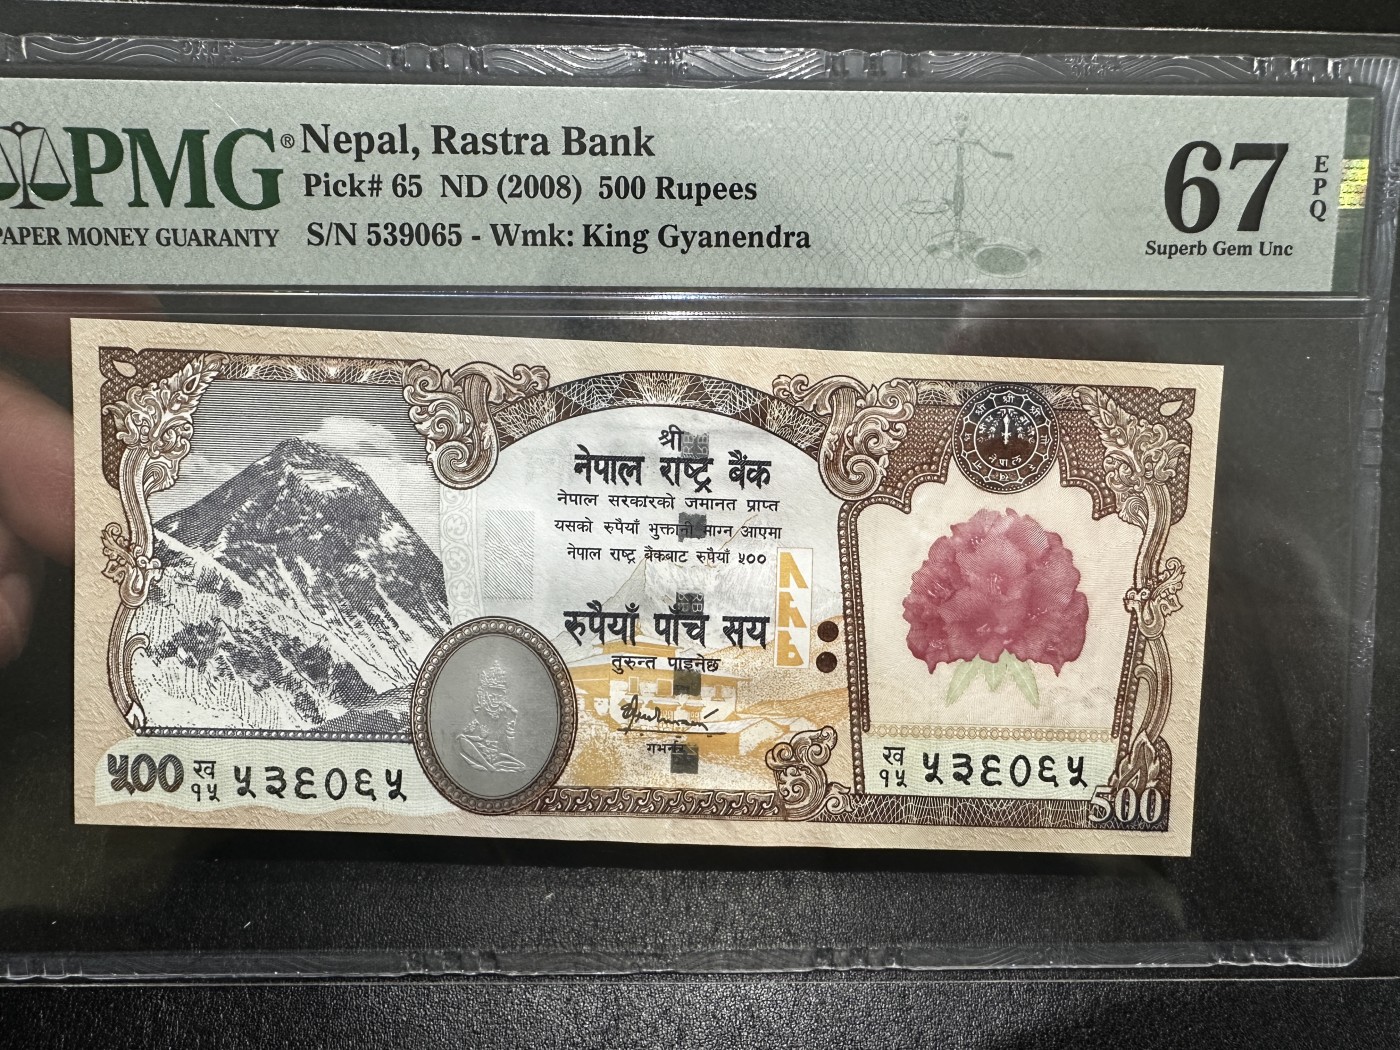 PMG® Nepal, Rastra Bank
67 EPQ
Pick# 65 ND (2008) 500 Rupees
PAPER MONEY GUARANTY S/N 539065 - Wmk: King Gyanendra
Superb Gem Unc
श्री
नेपाल राष्ट्र बैंक
नेपाल सरकारको जमानत प्राप्त
यसको रुपैयाँ भुक्तानी माग्न आएमा
नेपाल राष्ट्र बैंकबाट रुपैयाँ ५००
रुपैयाँ पाँच सय
तुरुन्त पाइनेछ
गभर्नर
५०० ख १५ ५३९०६५
ख १५ ५३९०६५
500